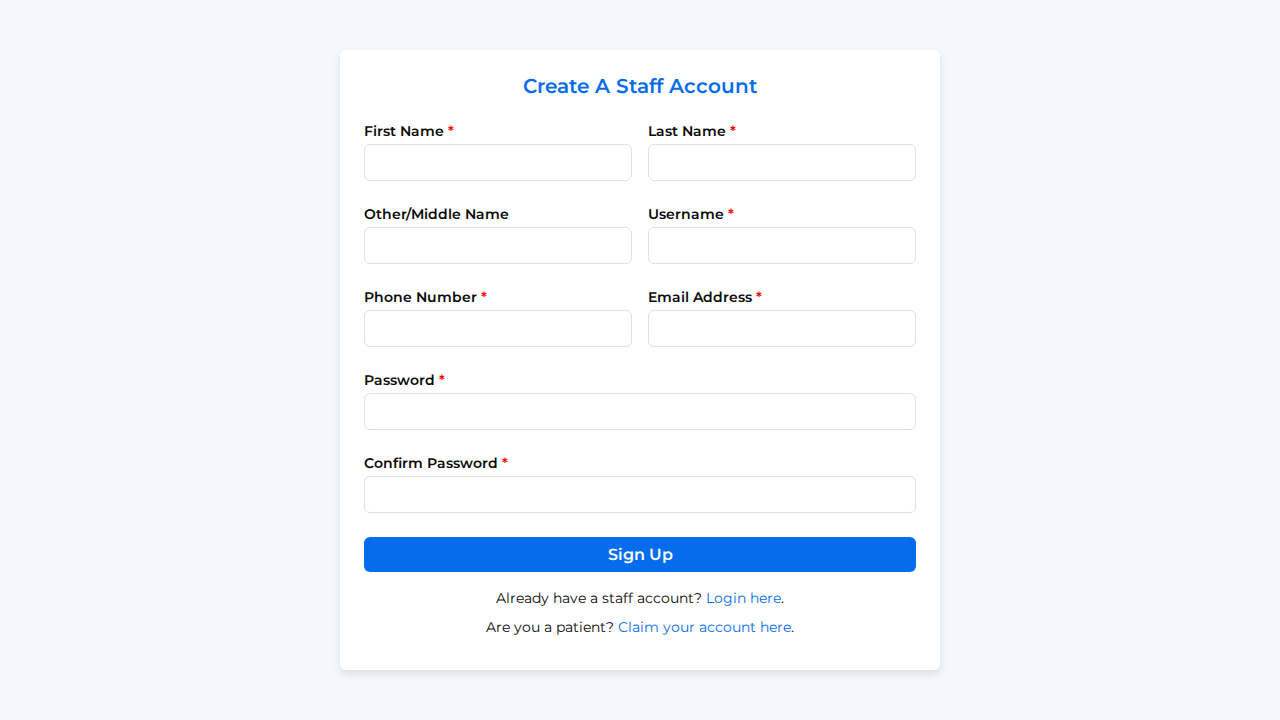 Create A Staff Account
First Name *
Last Name *
Other/Middle Name
Username *
Phone Number *
Email Address *
Password *
Confirm Password *
Sign Up
Already have a staff account? Login here.
Are you a patient? Claim your account here.